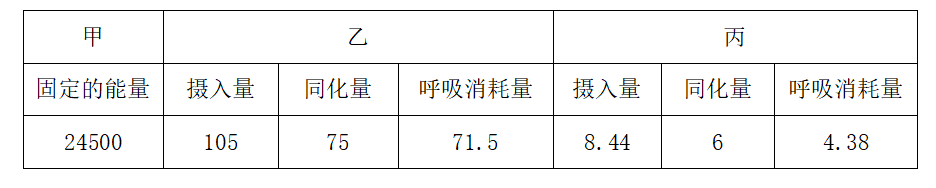 甲 乙 丙
固定的能量 摄入量 同化量 呼吸消耗量 摄入量 同化量 呼吸消耗量
24500 105 75 71.5 8.44 6 4.38